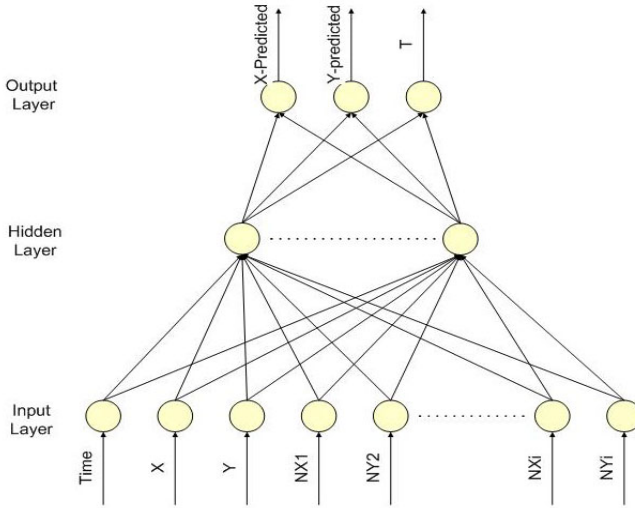 X-Predicted
Y-predicted
T
Output
Layer
Hidden
Layer
Input
Layer
Time
X
Y
NX1
NY2
NXi
NYi